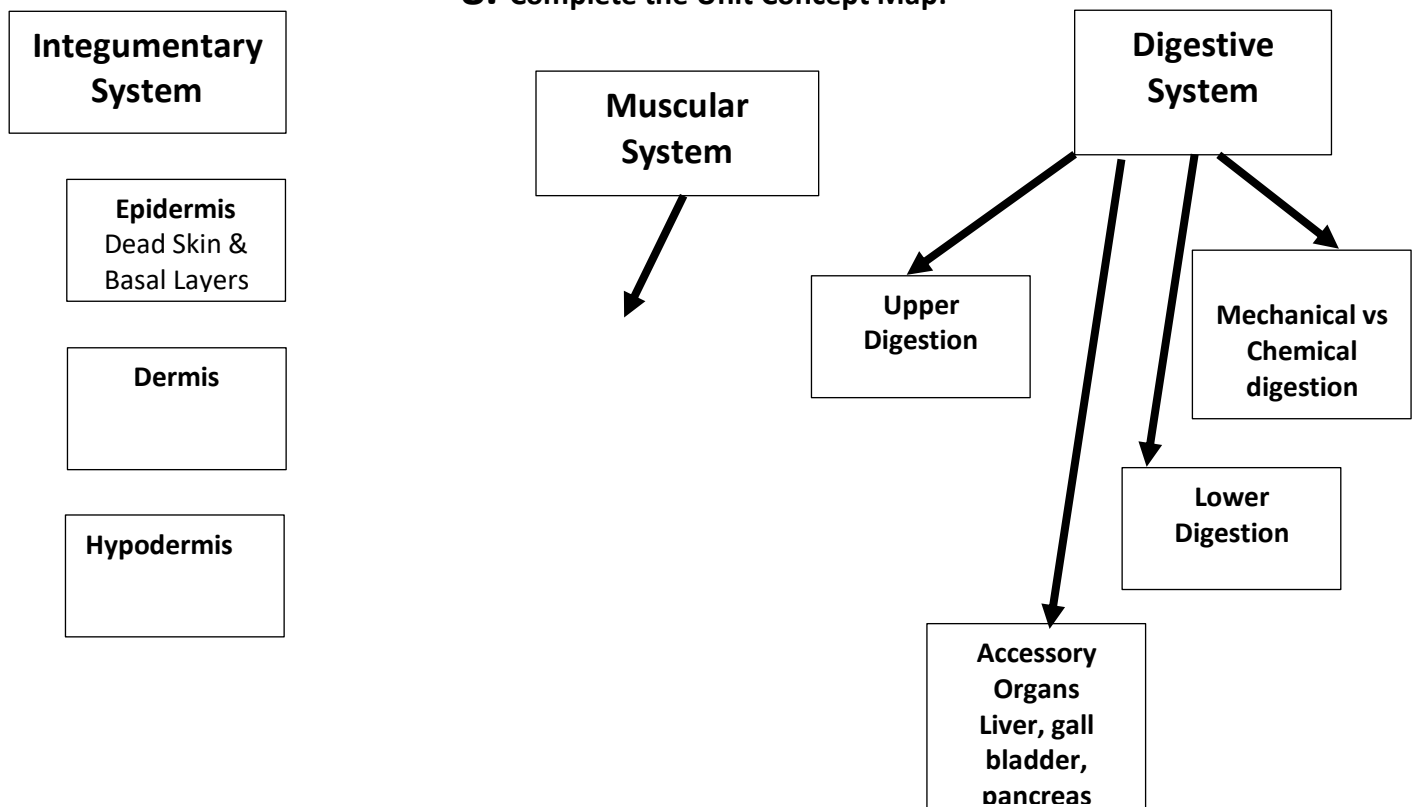 Complete the Unit Concept Map.
Integumentary
System
Epidermis
Dead Skin &
Basal Layers
Dermis
Hypodermis
Muscular
System
Digestive
System
Upper
Digestion
Mechanical vs
Chemical
digestion
Lower
Digestion
Accessory
Organs
Liver, gall
bladder,
pancreas